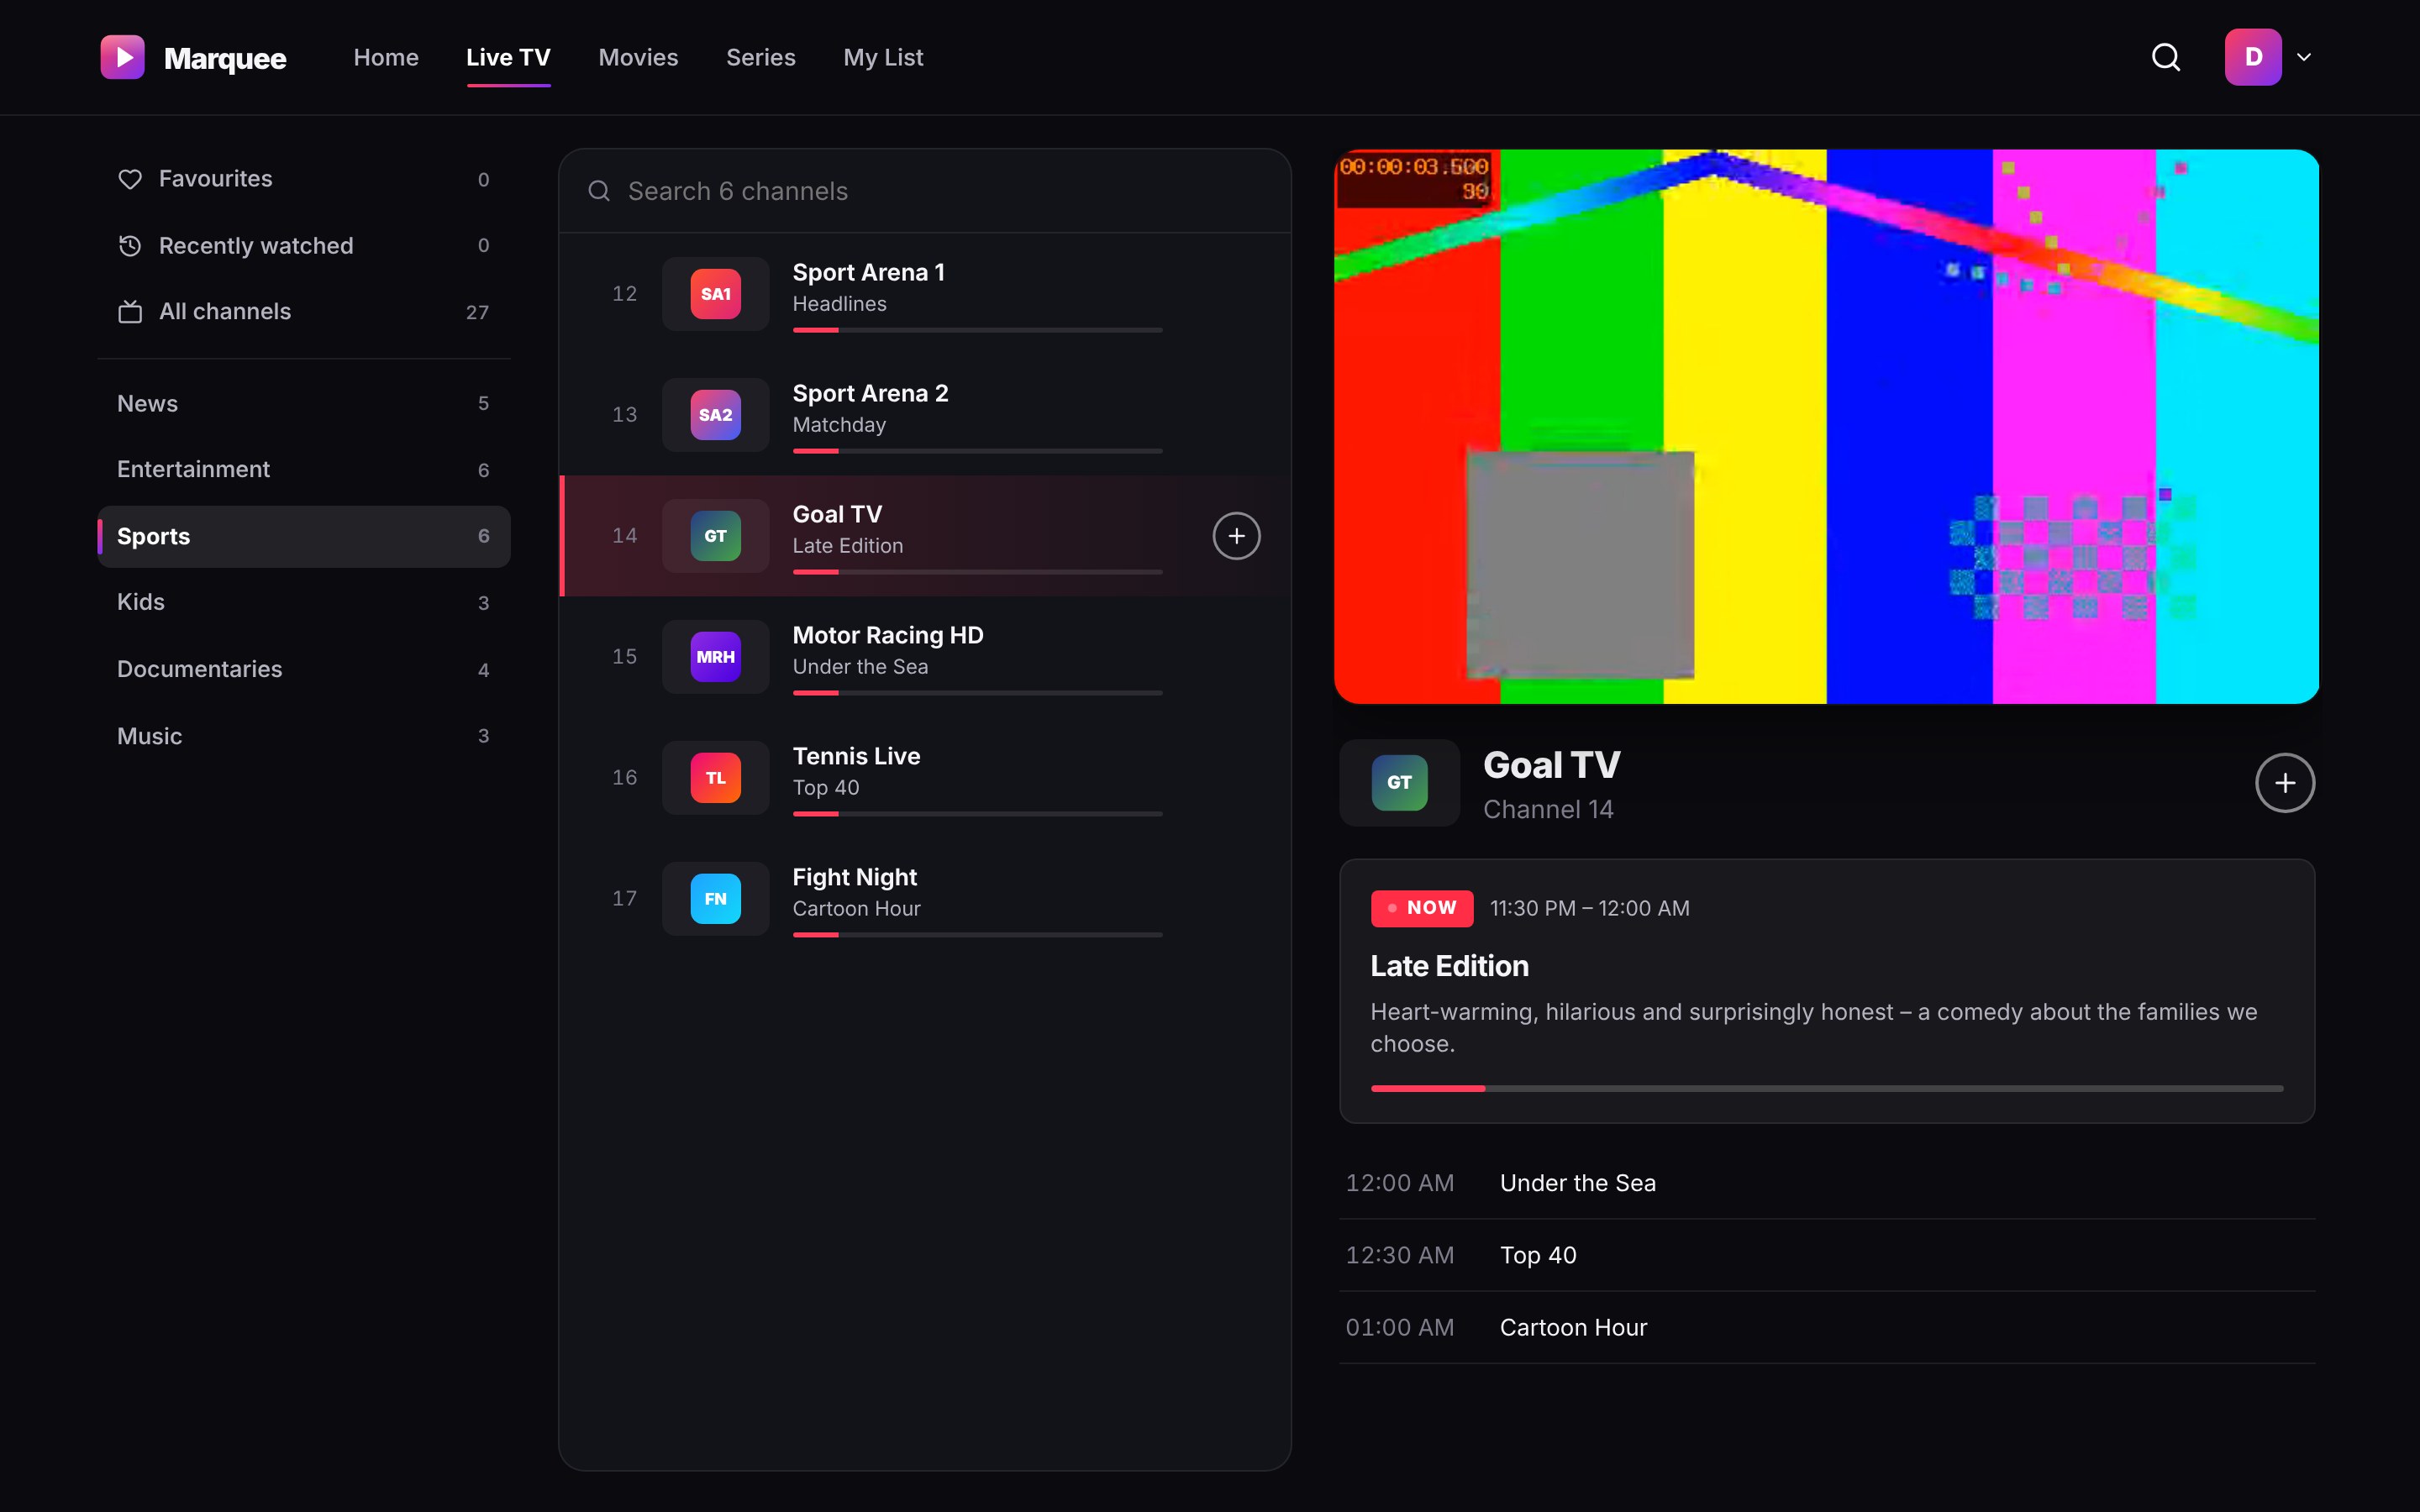 Marquee
Home
Live TV
Movies
Series
My List
D
Favourites 0
Recently watched 0
All channels 27
News 5
Entertainment 6
Sports 6
Kids 3
Documentaries 4
Music 3
Search 6 channels
12 SA1 Sport Arena 1
Headlines
13 SA2 Sport Arena 2
Matchday
14 GT Goal TV
Late Edition
15 MRH Motor Racing HD
Under the Sea
16 TL Tennis Live
Top 40
17 FN Fight Night
Cartoon Hour
GT Goal TV
Channel 14
NOW 11:30 PM – 12:00 AM
Late Edition
Heart-warming, hilarious and surprisingly honest – a comedy about the families we
choose.
12:00 AM Under the Sea
12:30 AM Top 40
01:00 AM Cartoon Hour